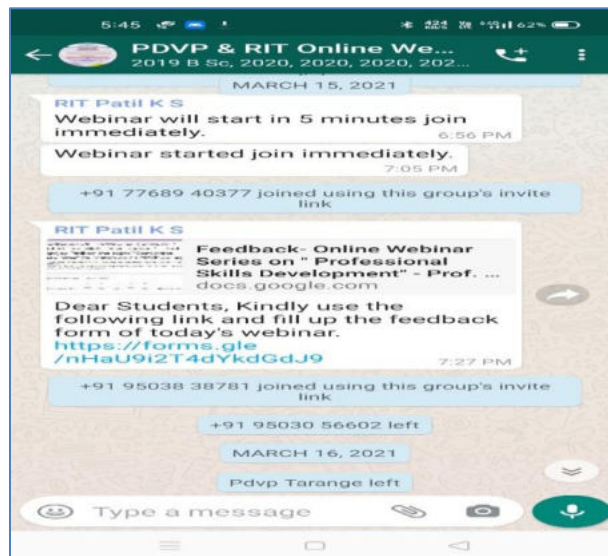 5:45 62%
PDVP & RIT Online We...
2019 B Sc, 2020, 2020, 2020, 202...
MARCH 15, 2021
RIT Patil K S
Webinar will start in 5 minutes join
immediately. 6:56 PM
Webinar started join immediately.
7:05 PM
+91 77689 40377 joined using this group's invite
link
RIT Patil K S
Feedback- Online Webinar
Series on " Professional
Skills Development" - Prof. ...
docs.google.com
Dear Students, Kindly use the
following link and fill up the feedback
form of today's webinar.
https://forms.gle
/nHaU9i2T4dYkdGdJ9 7:27 PM
+91 95038 38781 joined using this group's invite
link
+91 95030 56602 left
MARCH 16, 2021
Pdvp Tarange left
Type a message